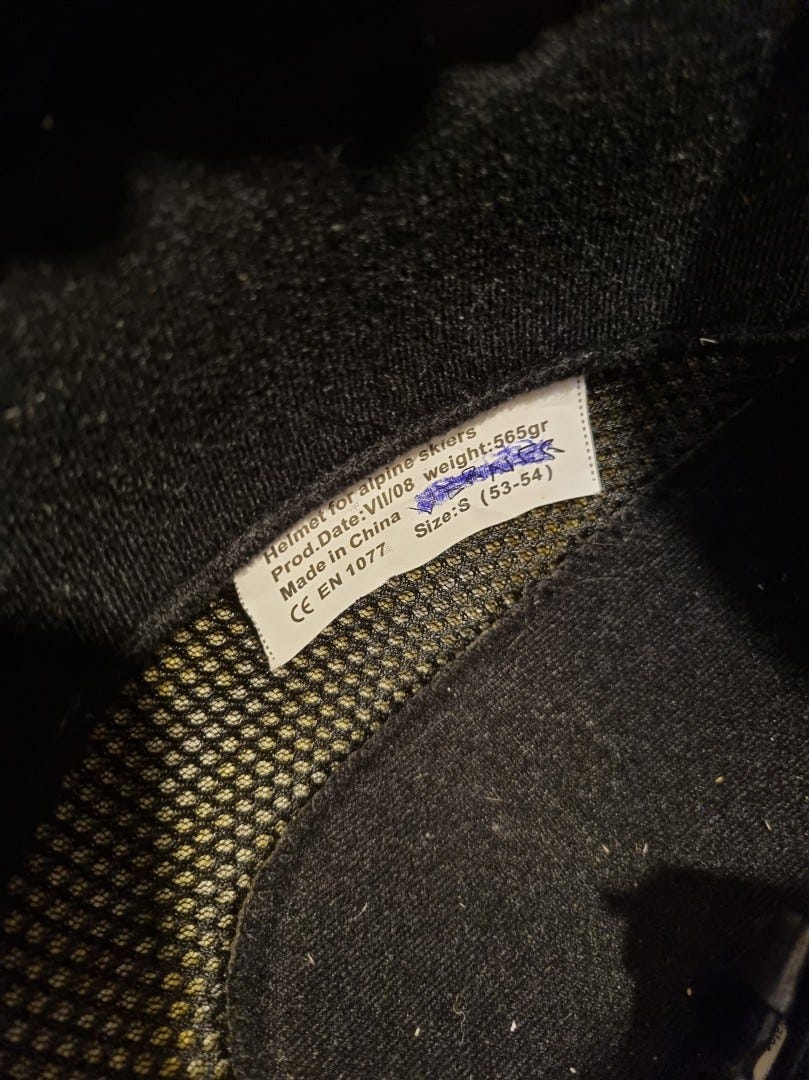 Helmet for alpine skiers
Prod.Date:VII/08 weight:565gr
Made in China
Size:S (53-54)
CE EN 1077